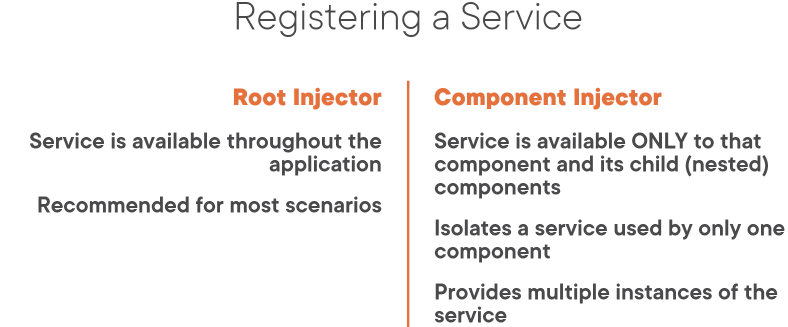 Registering a Service
Root Injector
Service is available throughout the
application
Recommended for most scenarios
Component Injector
Service is available ONLY to that
component and its child (nested)
components
Isolates a service used by only one
component
Provides multiple instances of the
service